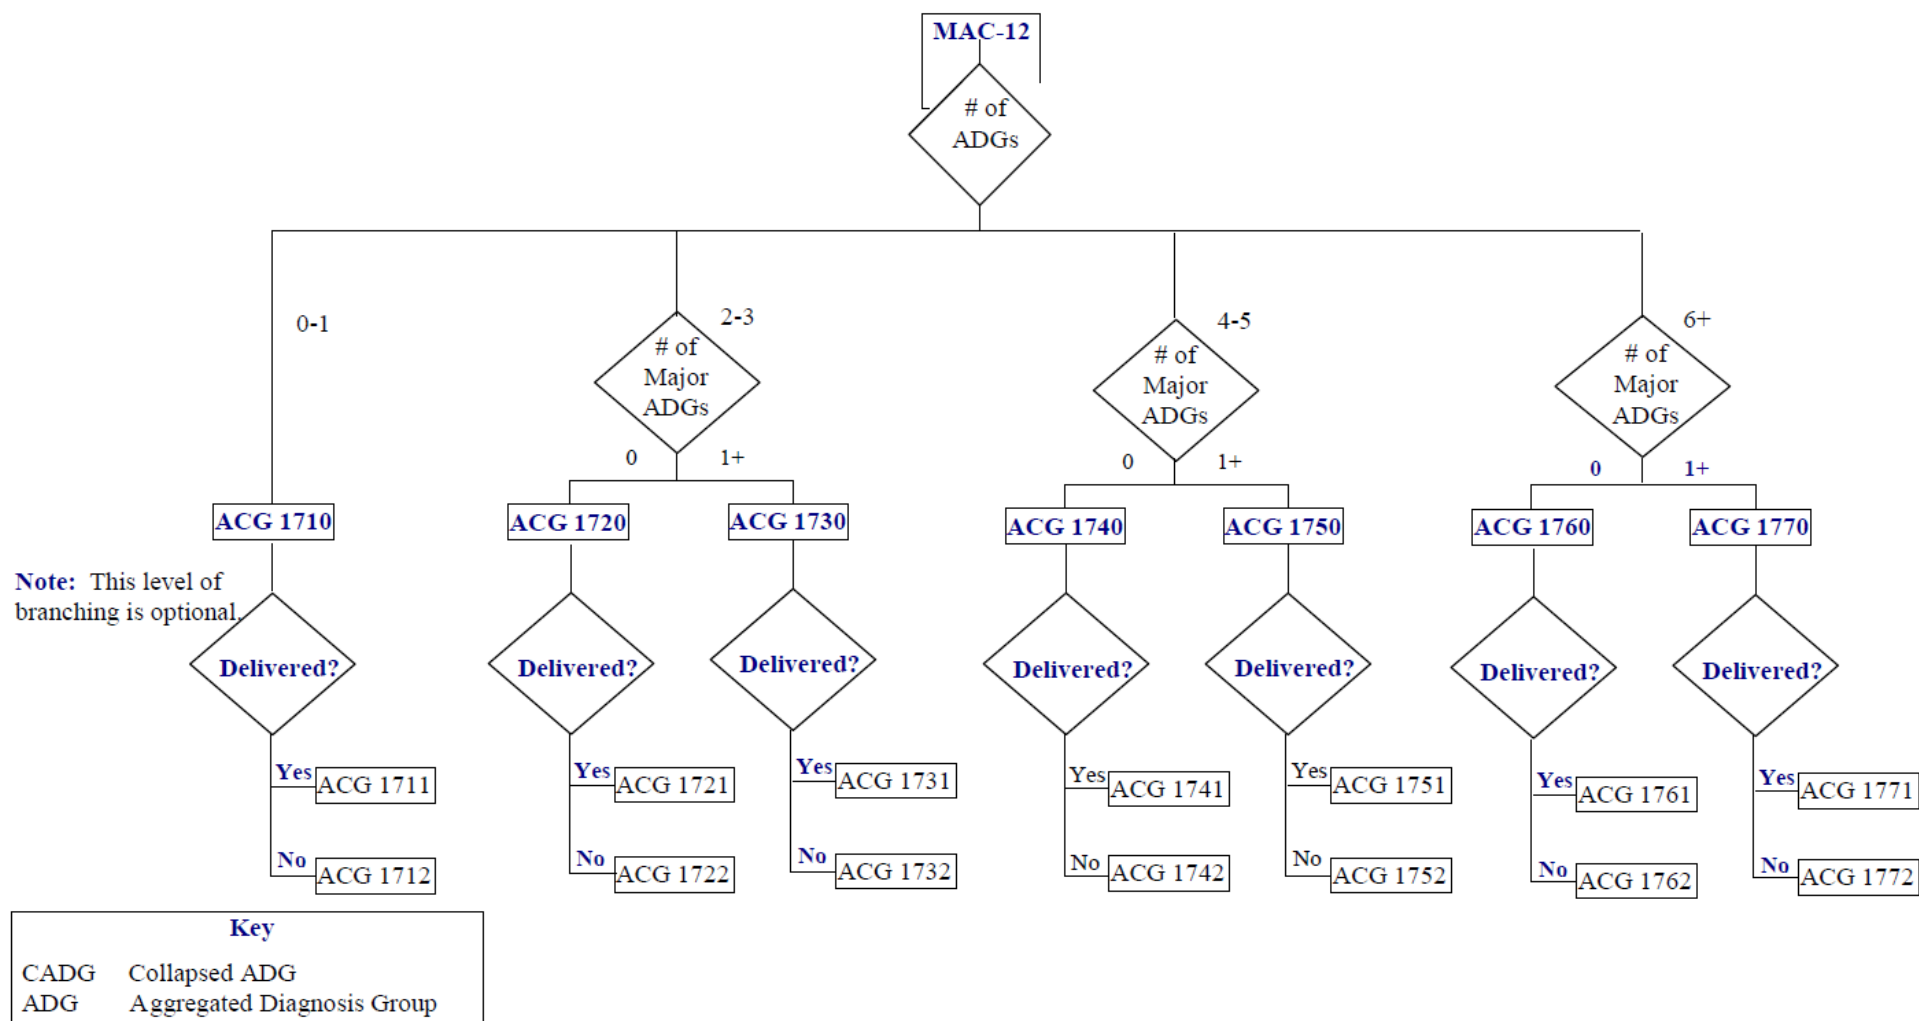 MAC-12
# of
ADGs
0-1
2-3
4-5
6+
# of
Major
ADGs
# of
Major
ADGs
# of
Major
ADGs
0
1+
0
1+
0
1+
ACG 1710
ACG 1720
ACG 1730
ACG 1740
ACG 1750
ACG 1760
ACG 1770
Note: This level of
branching is optional.
Delivered?
Delivered?
Delivered?
Delivered?
Delivered?
Delivered?
Delivered?
Yes
ACG 1711
Yes
ACG 1721
Yes
ACG 1731
Yes
ACG 1741
Yes
ACG 1751
Yes
ACG 1761
Yes
ACG 1771
No
ACG 1712
No
ACG 1722
No
ACG 1732
No
ACG 1742
No
ACG 1752
No
ACG 1762
No
ACG 1772
Key
CADG Collapsed ADG
ADG Aggregated Diagnosis Group